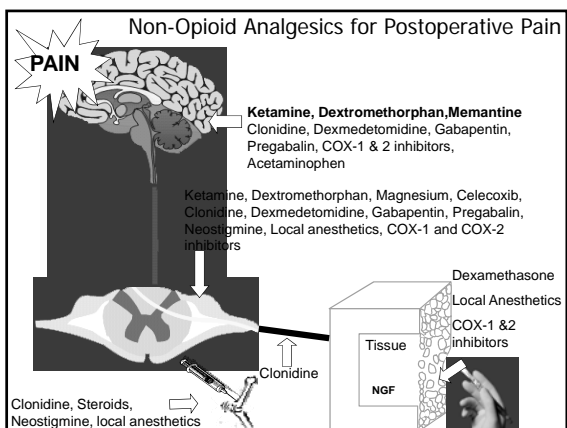 Non-Opioid Analgesics for Postoperative Pain
PAIN
Ketamine, Dextromethorphan,Memantine
Clonidine, Dexmedetomidine, Gabapentin,
Pregabalin, COX-1 & 2 inhibitors,
Acetaminophen
Ketamine, Dextromethorphan, Magnesium, Celecoxib,
Clonidine, Dexmedetomidine, Gabapentin, Pregabalin,
Neostigmine, Local anesthetics, COX-1 and COX-2
inhibitors
Dexamethasone
Local Anesthetics
COX-1 &2
inhibitors
Tissue
NGF
Clonidine
Clonidine, Steroids,
Neostigmine, local anesthetics